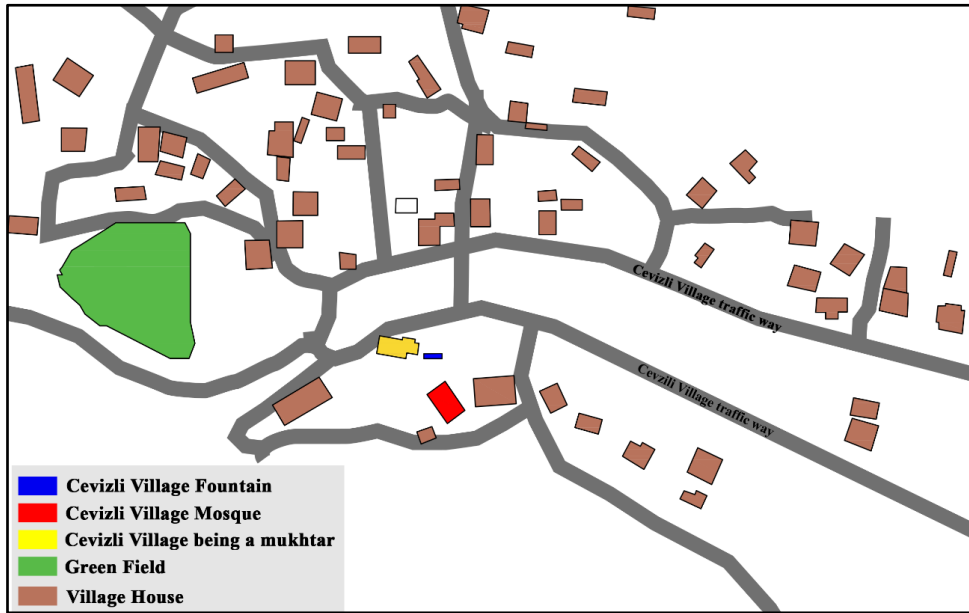 Cevizli Village traffic way
Cevzili Village traffic way
Cevizli Village Fountain
Cevizli Village Mosque
Cevizli Village being a mukhtar
Green Field
Village House